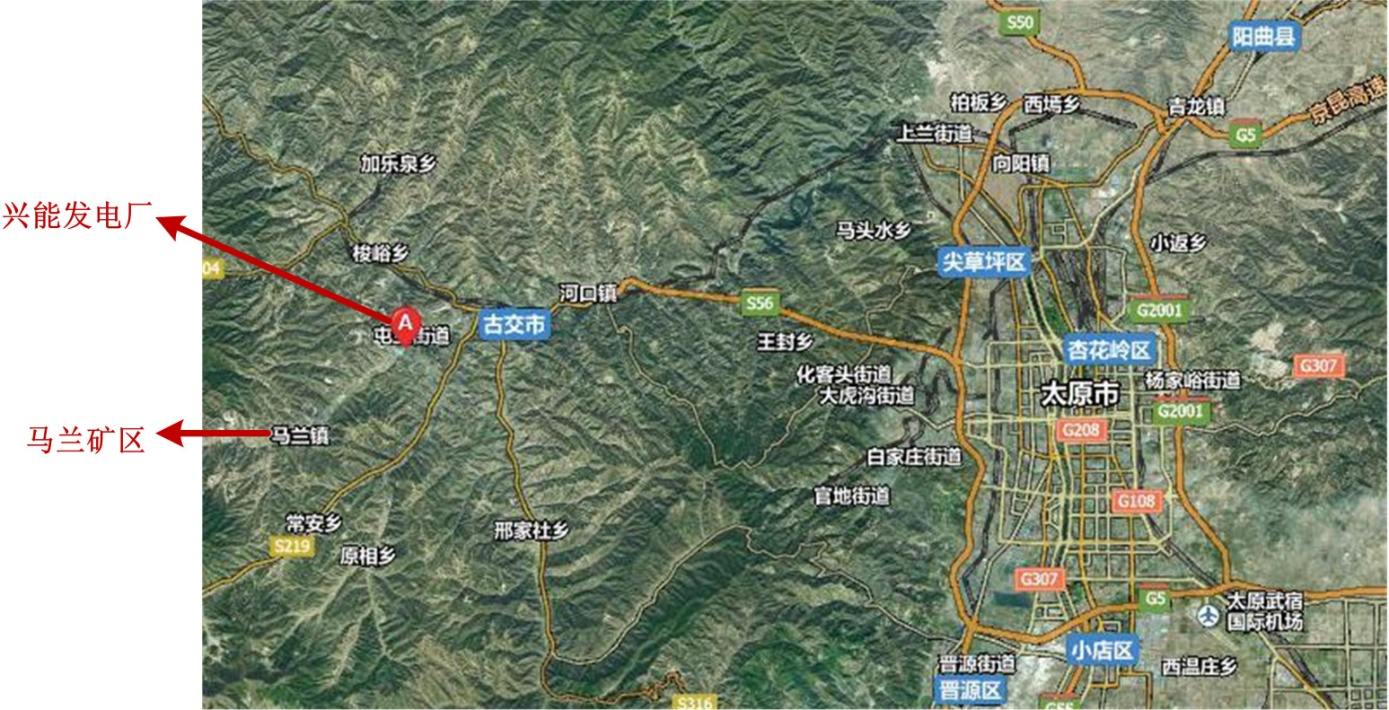 S50
阳曲县
柏板乡
西墕乡
青龙镇
京昆高速
上兰街道
G5
加乐泉乡
向阳镇
兴能发电厂
马头水乡
小返乡
梭峪乡
尖草坪区
04
河口镇
S56
G2001
A
古交市
王封乡
杏花岭区
G307
化客头街道
杨家峪街道
大虎沟街道
太原市
G2001
马兰矿区
马兰镇
G208
白家庄街道
官地街道
G108
常安乡
邢家社乡
S219
原相乡
G307
G5
太原武宿
国际机场
小店区
晋源街道
西温庄乡
晋源区
S316